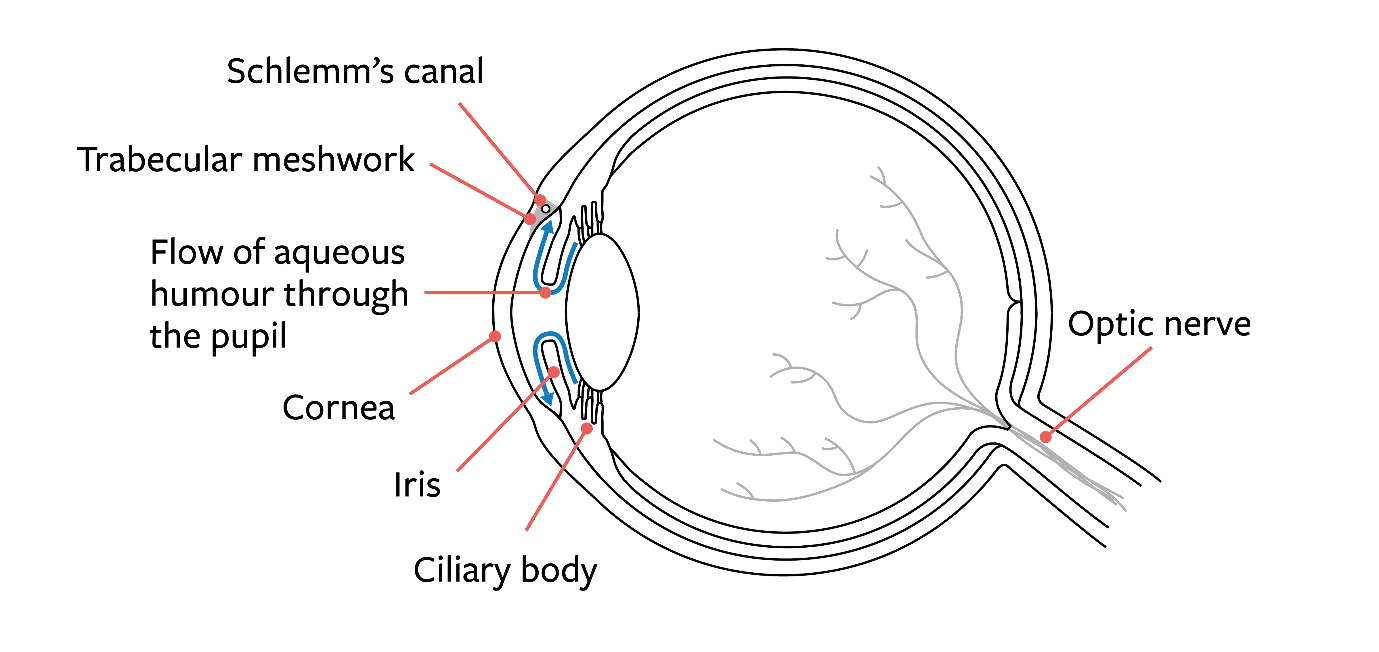 Schlemm’s canal
Trabecular meshwork
Flow of aqueous
humour through
the pupil
Optic nerve
Cornea
Iris
Ciliary body